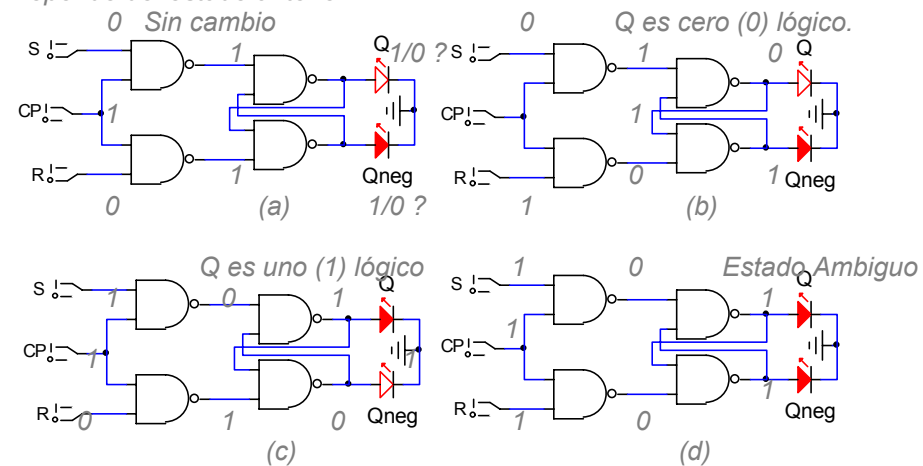 0 Sin cambio
S
1
Q
1/0 ?
CP
1
R
1
Qneg
0
(a)
1/0 ?
0
Q es cero (0) lógico.
S
1
0
Q
CP
1
R
0
1
Qneg
1
(b)
Q es uno (1) lógico
S
1
0
1
Q
CP
1
1
R
0
1
0
Qneg
(c)
1
0
Estado Ambiguo
S
1
Q
CP
1
R
1
0
1
Qneg
(d)